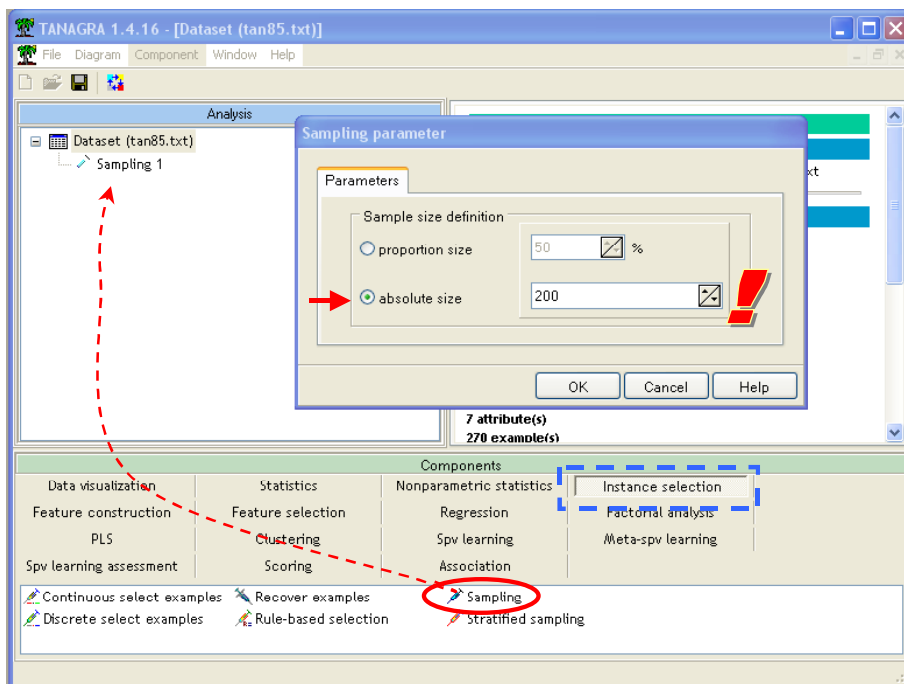 TANAGRA 1.4.16 - [Dataset (tan85.txt)]
File Diagram Component Window Help
Analysis
Dataset (tan85.txt)
Sampling 1
xt
Sampling parameter
Parameters
Sample size definition
proportion size 50 %
absolute size 200
!
OK Cancel Help
7 attribute(s)
270 example(s)
Components
Data visualization Statistics Nonparametric statistics Instance selection
Feature construction Feature selection Regression Factorial analysis
PLS Clustering Spv learning Meta-spv learning
Spv learning assessment Scoring Association
Continuous select examples Recover examples Sampling
Discrete select examples Rule-based selection Stratified sampling